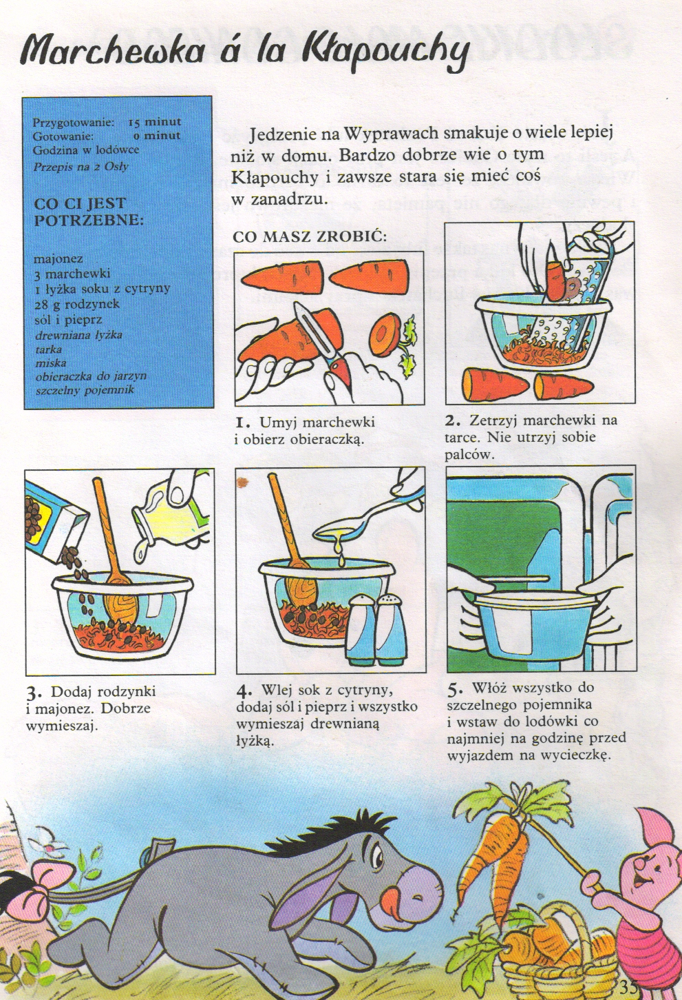 Marchewka á la Kłapouchy
Przygotowanie: 15 minut
Gotowanie: 0 minut
Godzina w lodówce
Przepis na 2 Osły
CO CI JEST
POTRZEBNE:
majonez
3 marchewki
1 łyżka soku z cytryny
28 g rodzynek
sól i pieprz
drewniana łyżka
tarka
miska
obieraczka do jarzyn
szczelny pojemnik
Jedzenie na Wyprawach smakuje o wiele lepiej
niż w domu. Bardzo dobrze wie o tym
Kłapouchy i zawsze stara się mieć coś
w zanadrzu.
CO MASZ ZROBIĆ:
1. Umyj marchewki
i obierz obieraczką.
2. Zetrzyj marchewki na
tarce. Nie utrzyj sobie
palców.
3. Dodaj rodzynki
i majonez. Dobrze
wymieszaj.
4. Wlej sok z cytryny,
dodaj sól i pieprz i wszystko
wymieszaj drewnianą
łyżką.
5. Włóż wszystko do
szczelnego pojemnika
i wstaw do lodówki co
najmniej na godzinę przed
wyjazdem na wycieczkę.
35